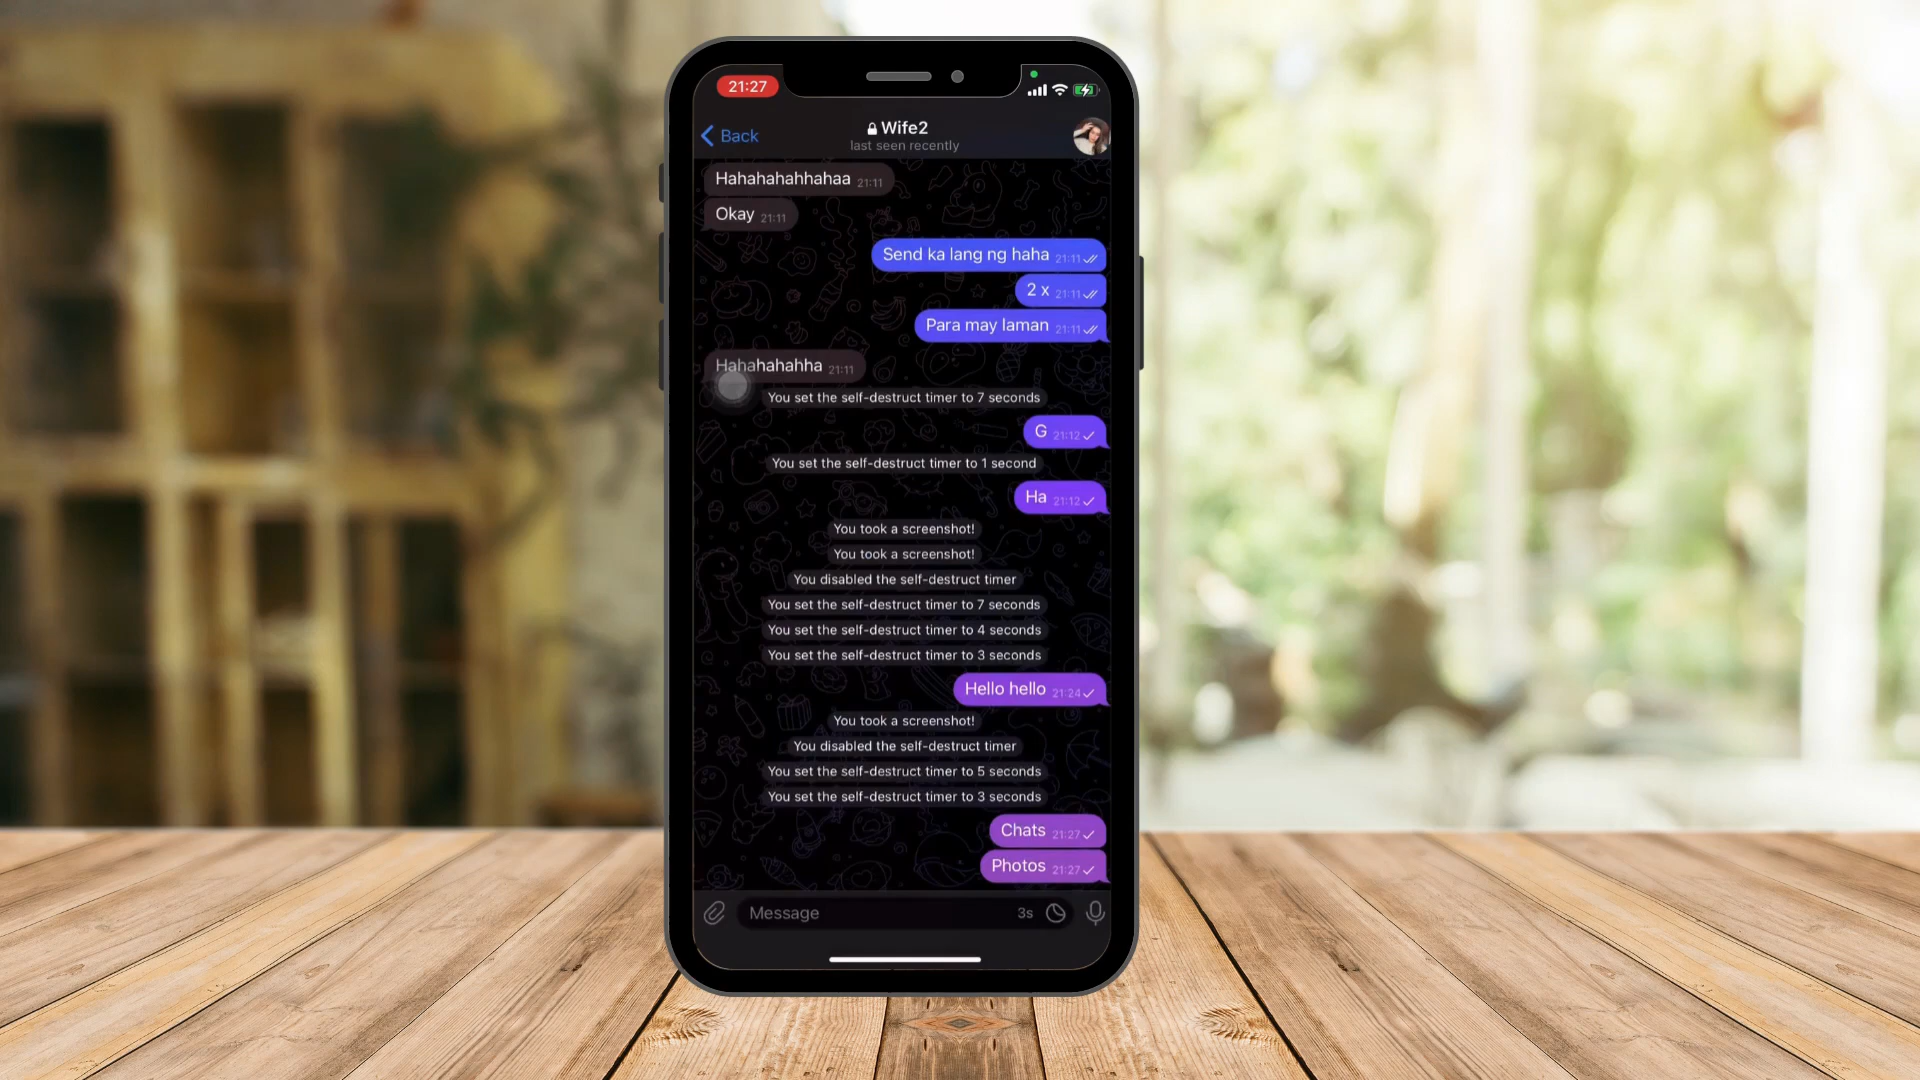 21:27
Back
Wife2
last seen recently
Hahahahahhahaa 21:11
Okay 21:11
Send ka lang ng haha 21:11
2 x 21:11
Para may laman 21:11
Hahahahahha 21:11
You set the self-destruct timer to 7 seconds
G 21:12
You set the self-destruct timer to 1 second
Ha 21:12
You took a screenshot!
You took a screenshot!
You disabled the self-destruct timer
You set the self-destruct timer to 7 seconds
You set the self-destruct timer to 4 seconds
You set the self-destruct timer to 3 seconds
Hello hello 21:24
You took a screenshot!
You disabled the self-destruct timer
You set the self-destruct timer to 5 seconds
You set the self-destruct timer to 3 seconds
Chats 21:27
Photos 21:27
Message 3s